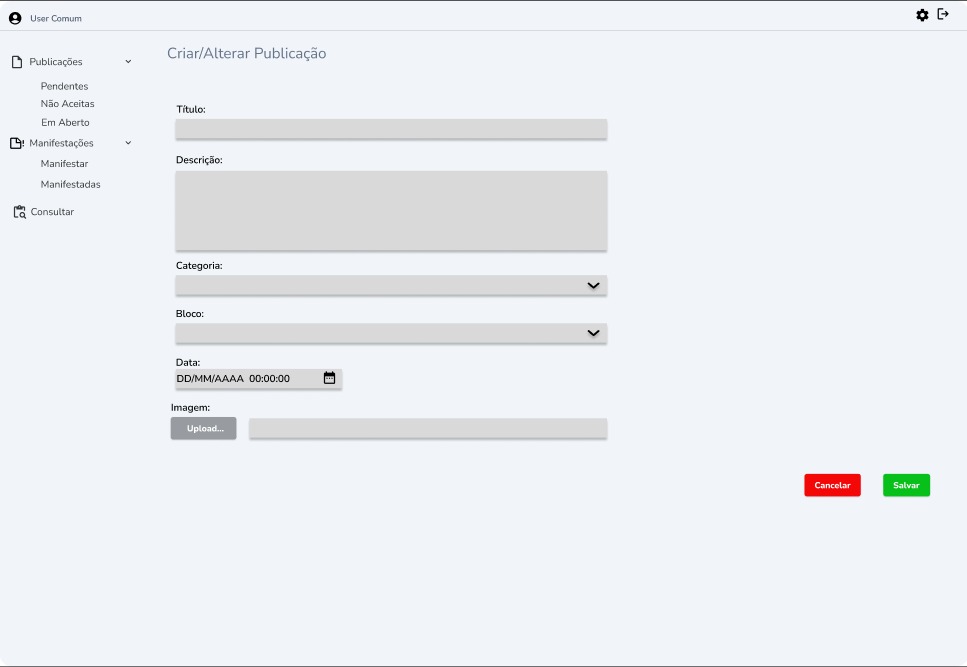 User Comum
Criar/Alterar Publicação
Publicações
Pendentes
Não Aceitas
Em Aberto
Manifestações
Manifestar
Manifestadas
Consultar
Título:
Descrição:
Categoria:
Bloco:
Data:
DD/MM/AAAA 00:00:00
Imagem:
Upload...
Cancelar
Salvar